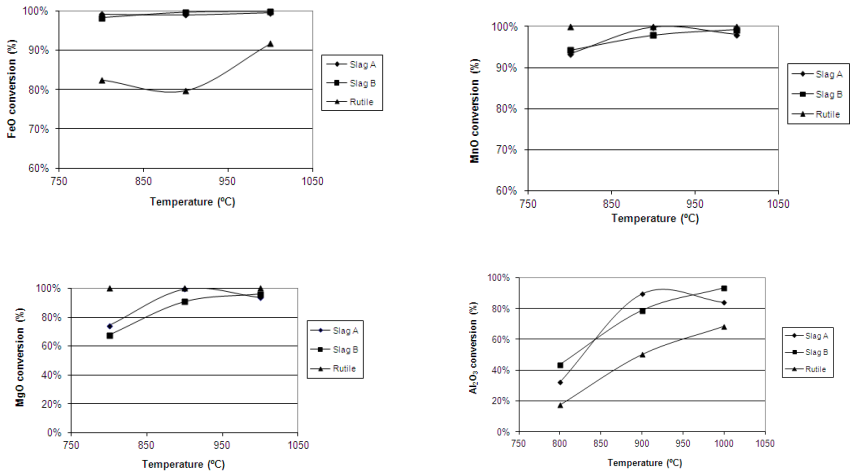 FeO conversion (%)
100%
90%
80%
70%
60%
750
850
950
1050
Temperature (ºC)
Slag A
Slag B
Rutile
MnO conversion (%)
100%
90%
80%
70%
60%
750
850
950
1050
Temperature (ºC)
Slag A
Slag B
Rutile
MgO conversion (%)
100%
80%
60%
40%
20%
0%
750
850
950
1050
Temperature (ºC)
Slag A
Slag B
Rutile
Al₂O₃ conversion (%)
100%
80%
60%
40%
20%
0%
750
800
850
900
950
1000
1050
Temperature (ºC)
Slag A
Slag B
Rutile